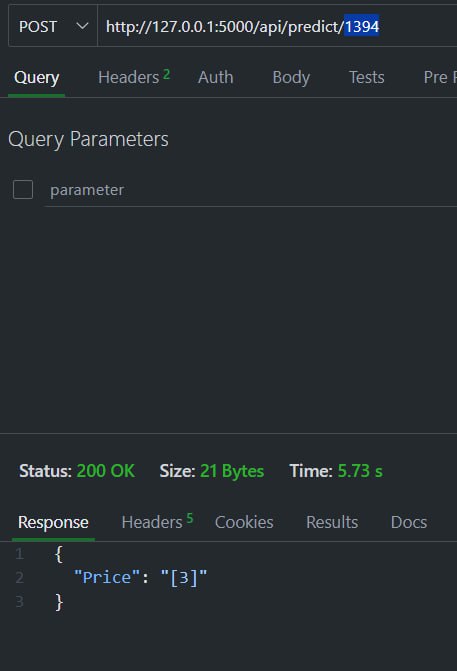 POST http://127.0.0.1:5000/api/predict/1394
Query Headers 2 Auth Body Tests Pre
Query Parameters
parameter
Status: 200 OK Size: 21 Bytes Time: 5.73 s
Response Headers 5 Cookies Results Docs
1 {
2 "Price": "[3]"
3 }